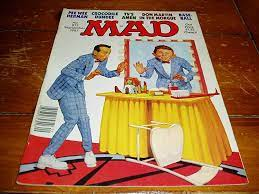 PEE WEE CROCODILE TV'S DON MARTIN BASE
HERMAN DUNDEE AMEN IN THE MORGUE BALL
MAD